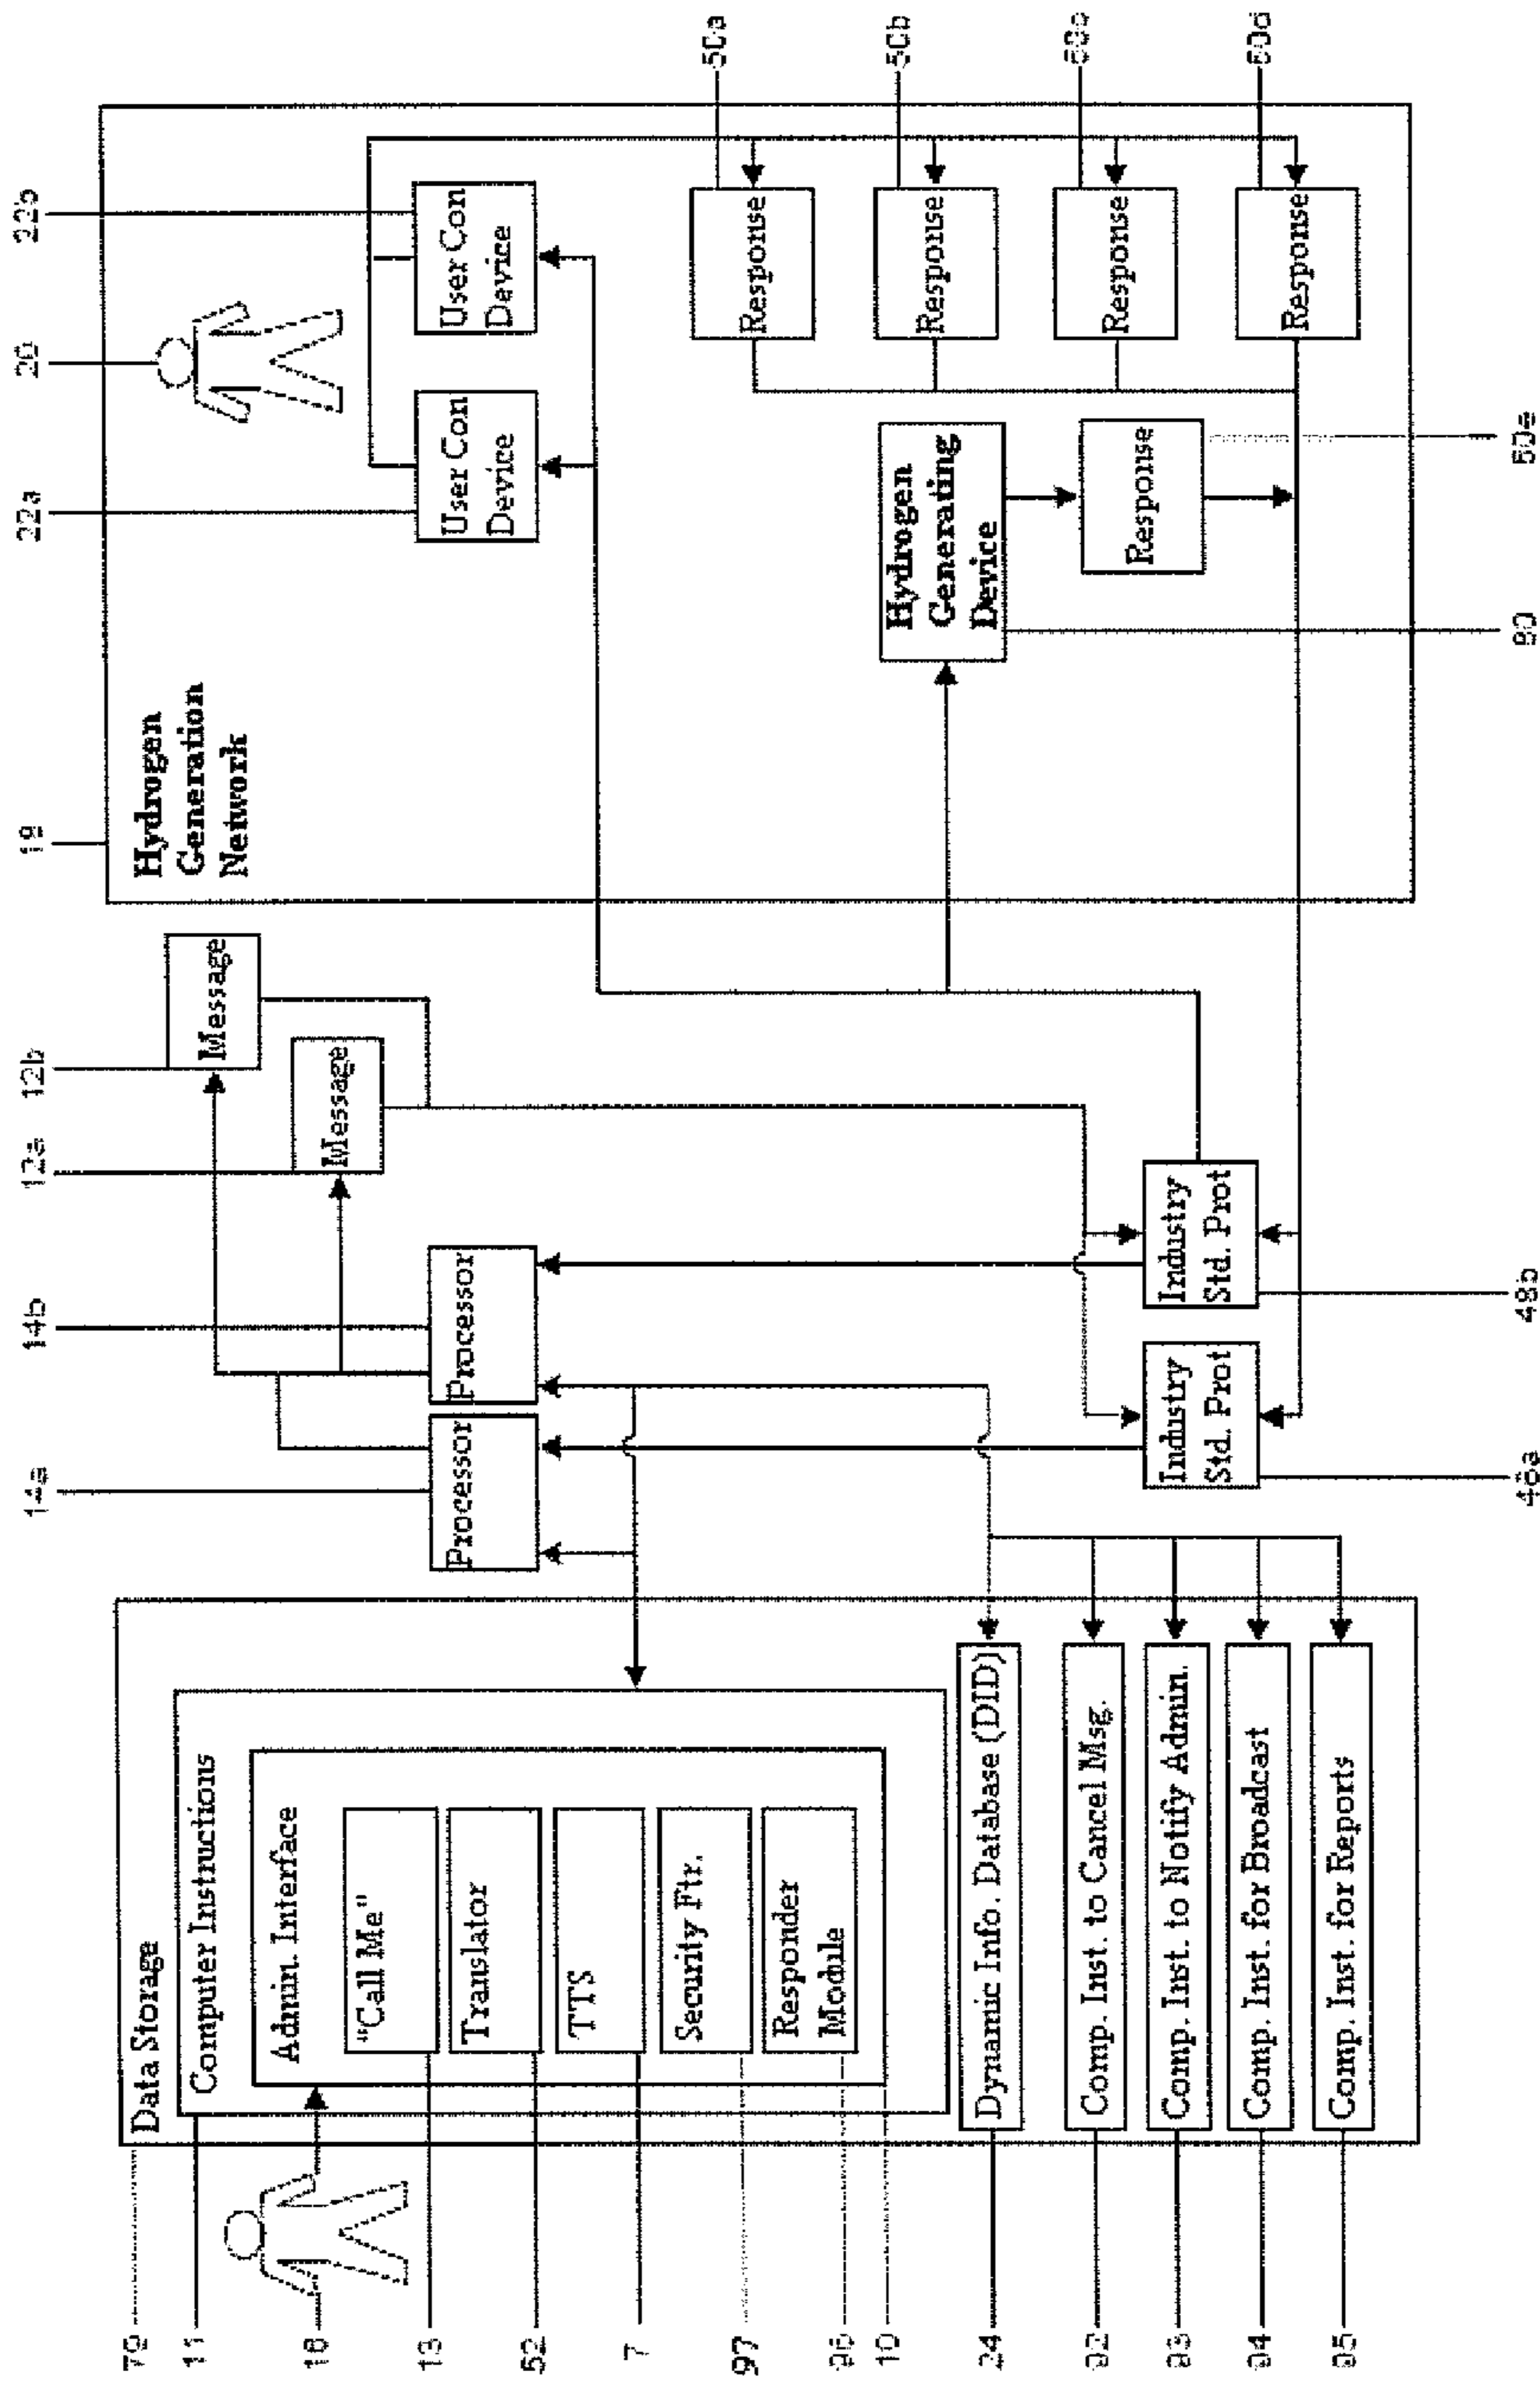 22a
20
22b
19
12b
12a
14b
14a
Hydrogen
Generation
Network
User Con
Device
User Con
Device
Message
Message
Processor
Processor
Hydrogen
Generating
Device
Response
Response
Response
Response
Response
50a
50b
80
Industry
Std. Prot
Industry
Std. Prot
48b
Data Storage
Computer Instructions
Admin. Interface
"Call Me"
Translator
TTS
Security Ftr.
Responder
Module
Dynamic Info. Database (DID)
Comp. Inst. to Cancel Msg.
Comp. Inst. to Notify Admin.
Comp. Inst. for Broadcast
Comp. Inst. for Reports
11
13
52
7
97
10
24